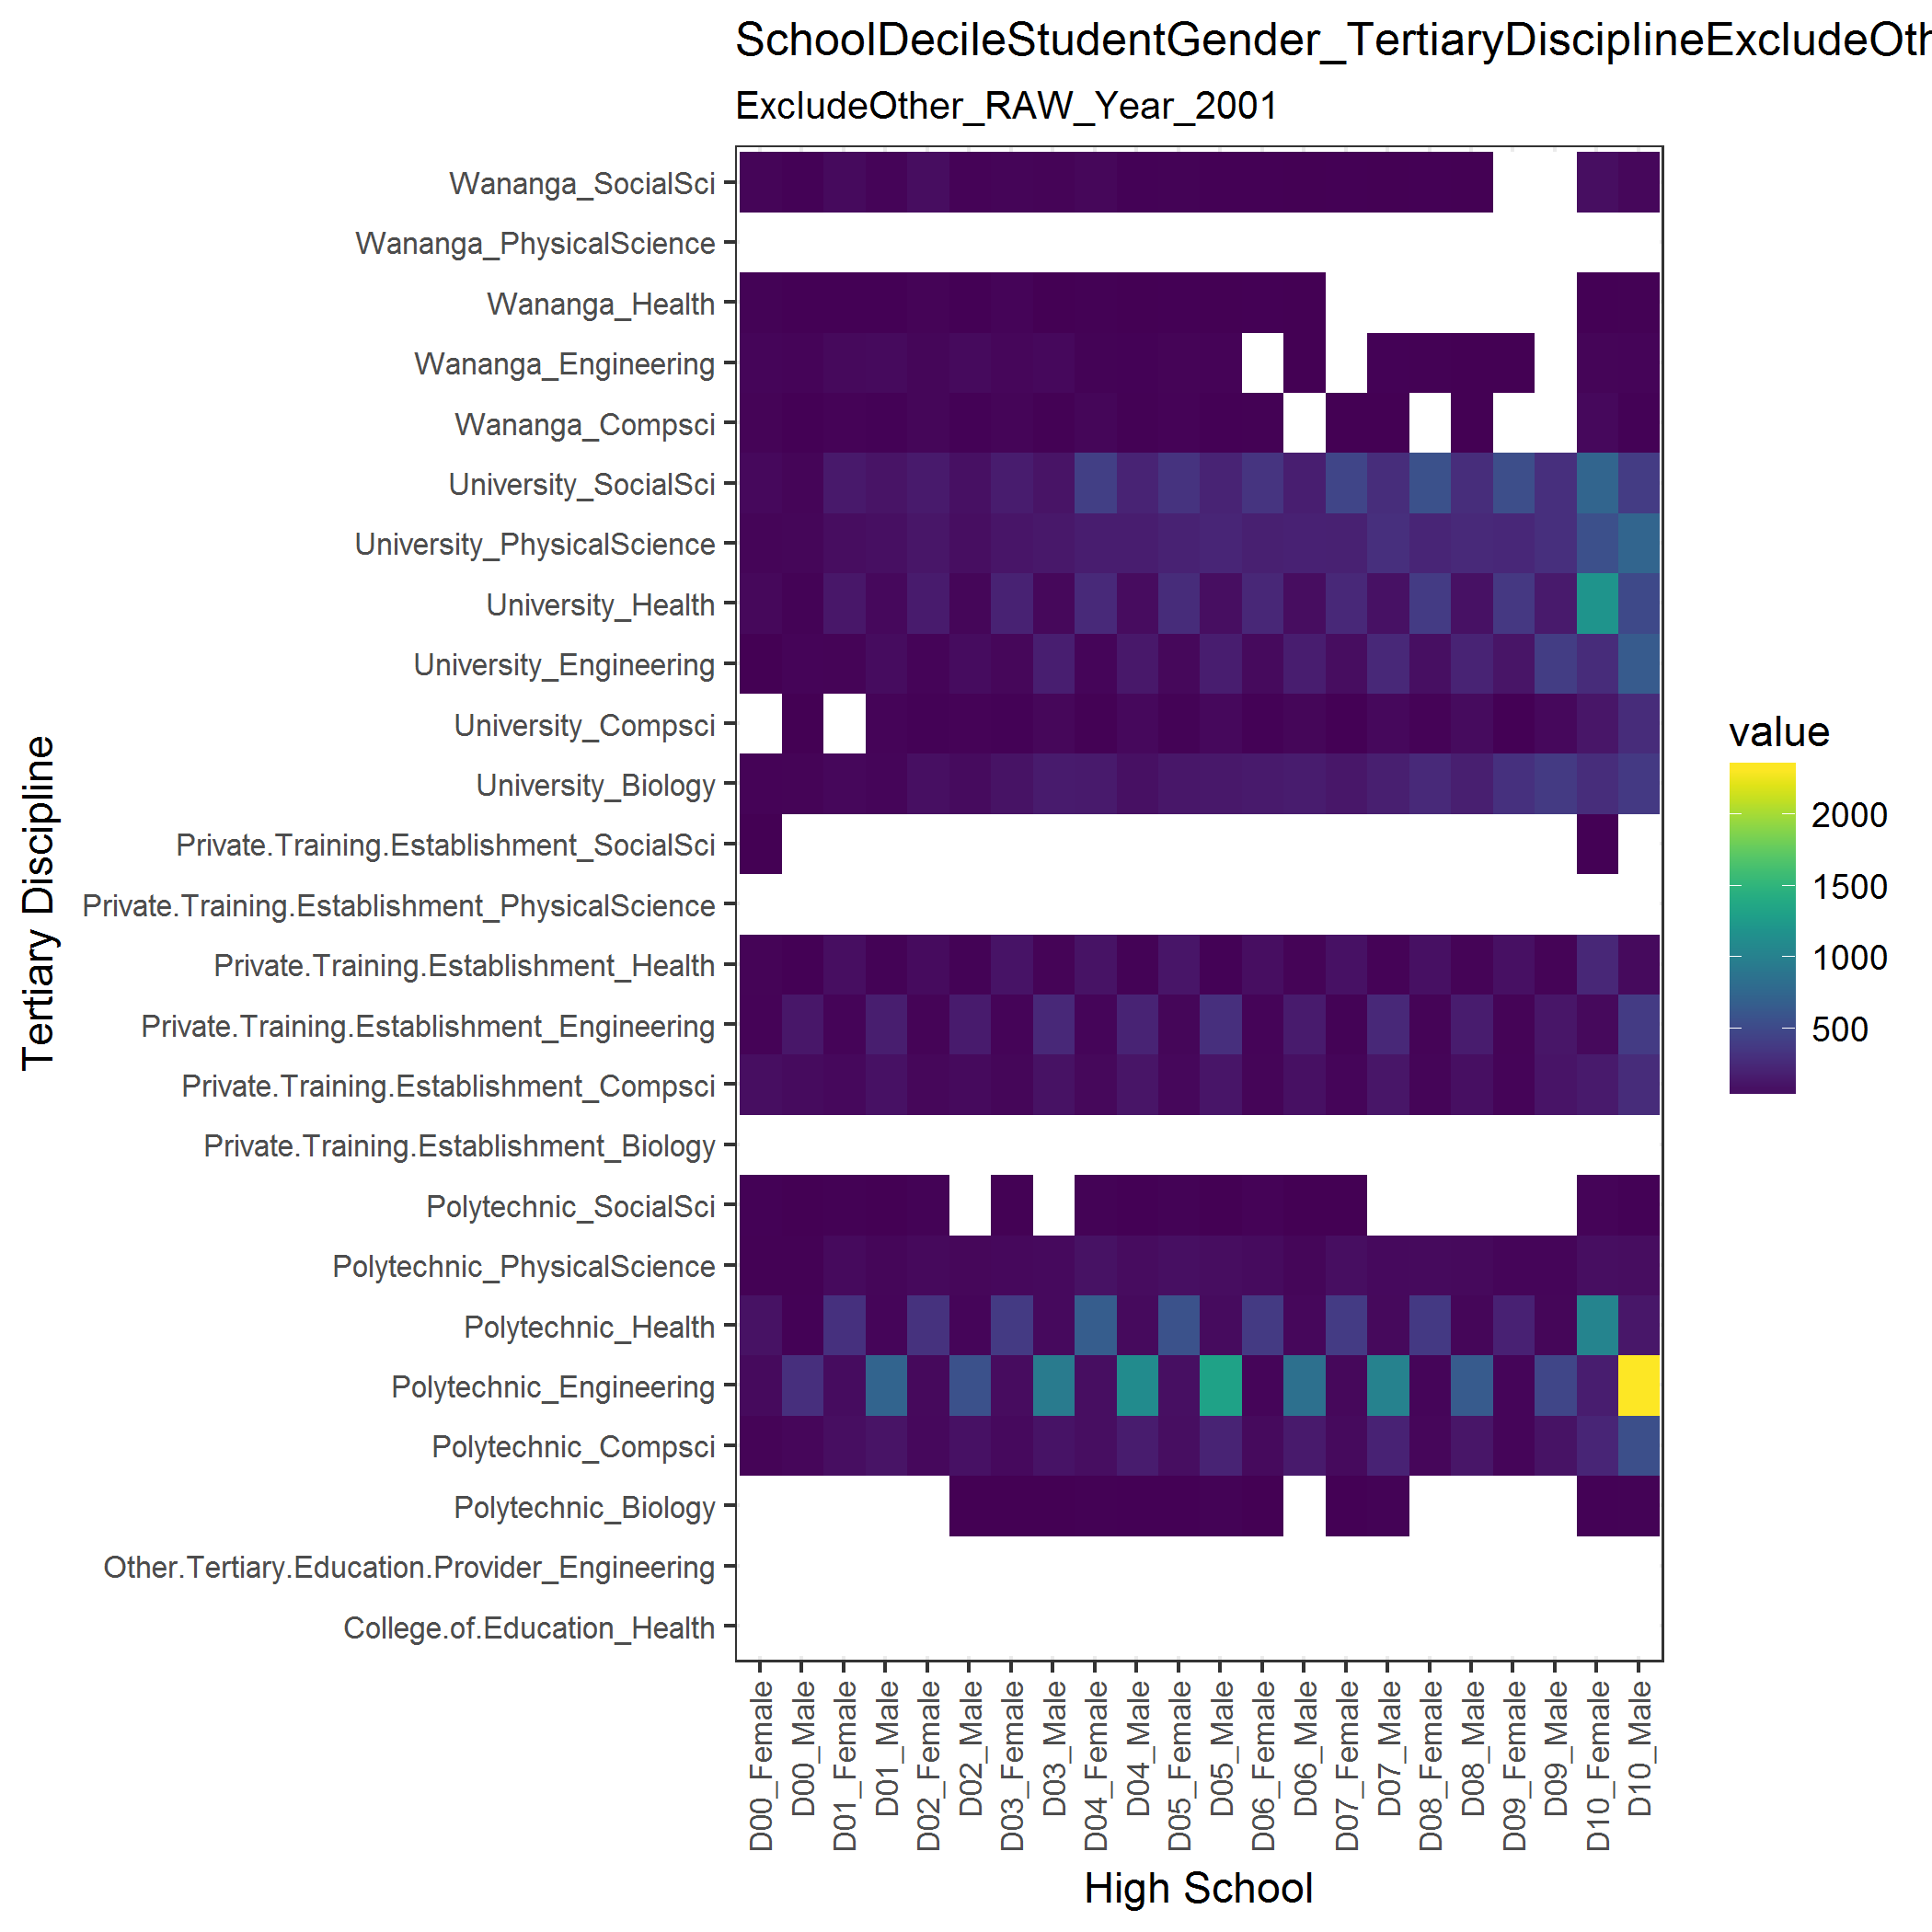 SchoolDecileStudentGender_TertiaryDisciplineExcludeOth
ExcludeOther_RAW_Year_2001
Tertiary Discipline
Wananga_SocialSci
Wananga_PhysicalScience
Wananga_Health
Wananga_Engineering
Wananga_Compsci
University_SocialSci
University_PhysicalScience
University_Health
University_Engineering
University_Compsci
University_Biology
Private.Training.Establishment_SocialSci
Private.Training.Establishment_PhysicalScience
Private.Training.Establishment_Health
Private.Training.Establishment_Engineering
Private.Training.Establishment_Compsci
Private.Training.Establishment_Biology
Polytechnic_SocialSci
Polytechnic_PhysicalScience
Polytechnic_Health
Polytechnic_Engineering
Polytechnic_Compsci
Polytechnic_Biology
Other.Tertiary.Education.Provider_Engineering
College.of.Education_Health
D00_Female
D00_Male
D01_Female
D01_Male
D02_Female
D02_Male
D03_Female
D03_Male
D04_Female
D04_Male
D05_Female
D05_Male
D06_Female
D06_Male
D07_Female
D07_Male
D08_Female
D08_Male
D09_Female
D09_Male
D10_Female
D10_Male
High School
value
2000
1500
1000
500